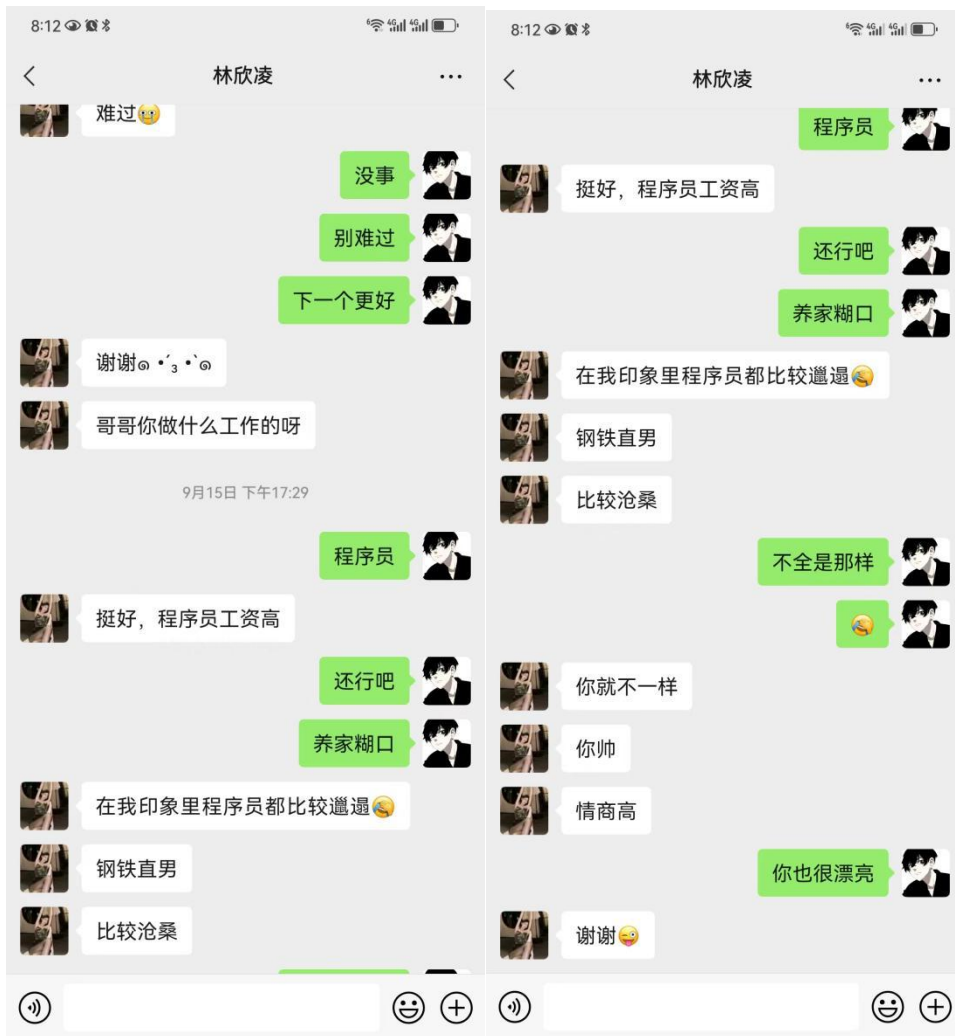 8:12
林欣凌
难过😢
没事
别难过
下一个更好
谢谢๑ •´₃ •`๑
哥哥你做什么工作的呀
9月15日 下午17:29
程序员
挺好，程序员工资高
还行吧
养家糊口
在我印象里程序员都比较邋遢🤣
钢铁直男
比较沧桑
8:12
林欣凌
程序员
挺好，程序员工资高
还行吧
养家糊口
在我印象里程序员都比较邋遢🤣
钢铁直男
比较沧桑
不全是那样
🤣
你就不一样
你帅
情商高
你也很漂亮
谢谢😜